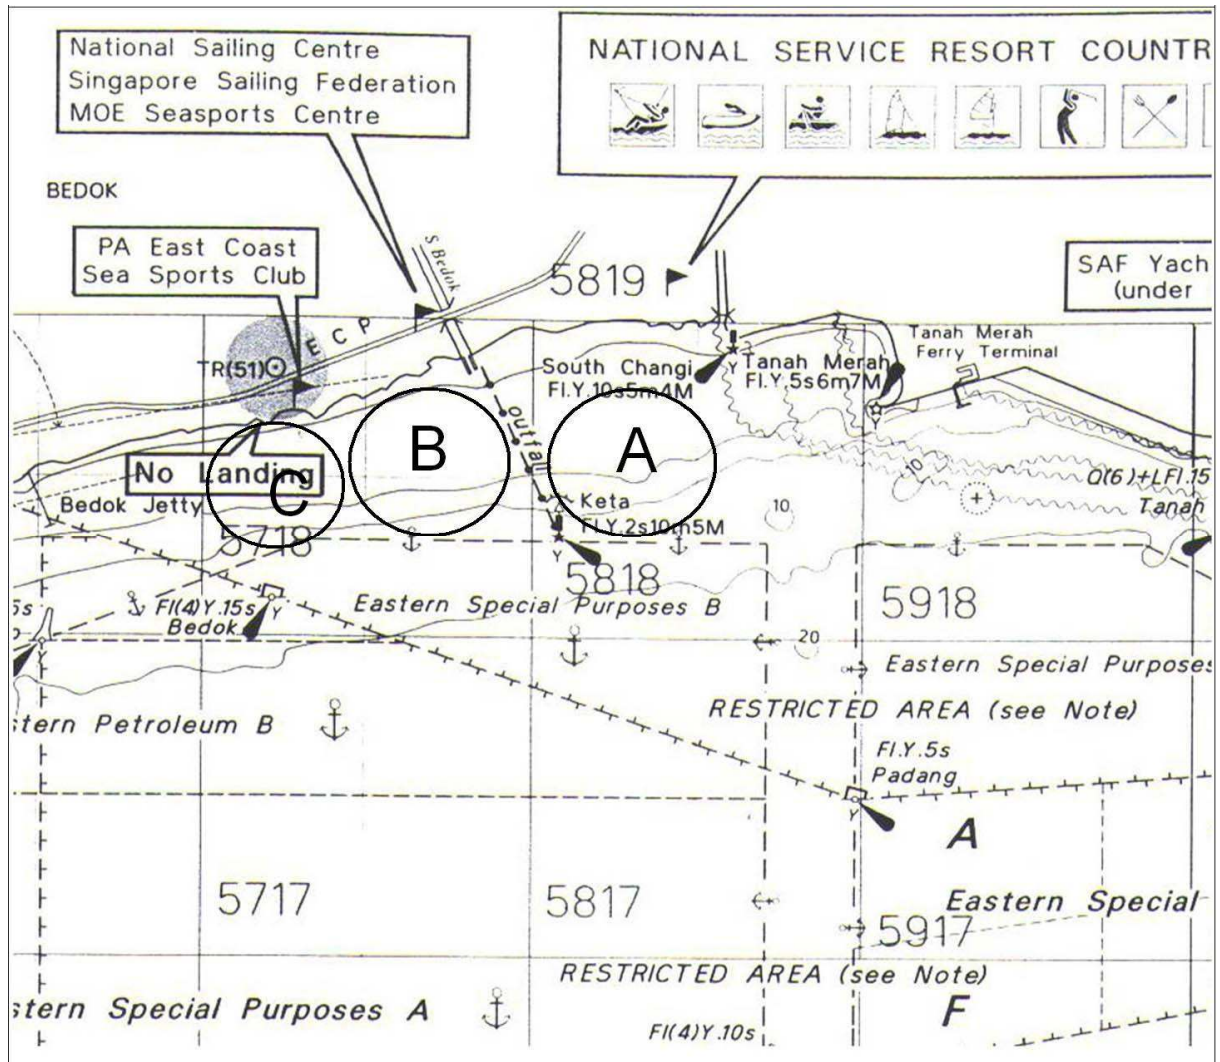 National Sailing Centre
Singapore Sailing Federation
MOE Seasports Centre
NATIONAL SERVICE RESORT COUNTR
BEDOK
PA East Coast
Sea Sports Club
S. Bedok
5819
SAF Yach
(under
ECP
TR(51)
South Changi
Fl.Y.10s5m4M
Tanah Merah
Fl.Y.5s6m7M
Y
Tanah Merah
Ferry Terminal
Y
outfall
B
A
No Landing
C
Bedok Jetty
10
Q(6)+LFl.15
Tanah
Keta
Fl.Y.2s10m5M
10
5718
Y
5818
5918
Fl(4)Y.15s
Bedok
Y
Eastern Special Purposes B
20
Y
Eastern Special Purposes
stern Petroleum B
RESTRICTED AREA (see Note)
Fl.Y.5s
Padang
Y
A
5717
5817
Eastern Special
5917
RESTRICTED AREA (see Note)
stern Special Purposes A
F
Fl(4)Y.10s